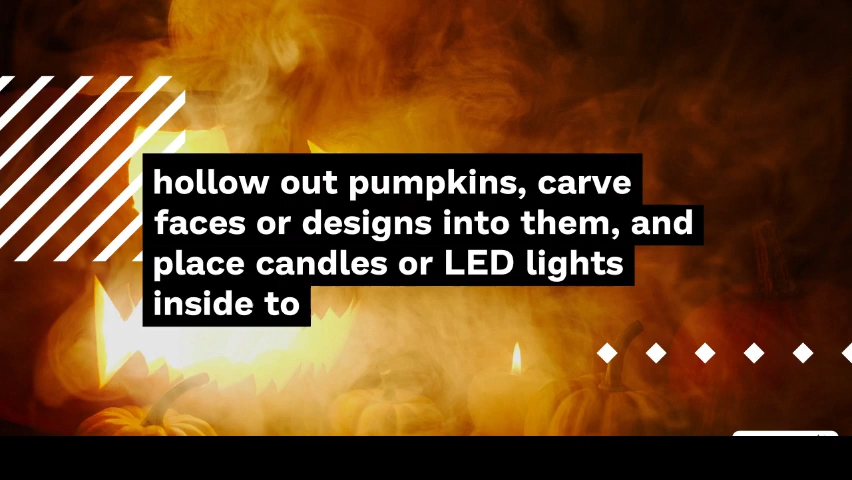 hollow out pumpkins, carve
faces or designs into them, and
place candles or LED lights
inside to